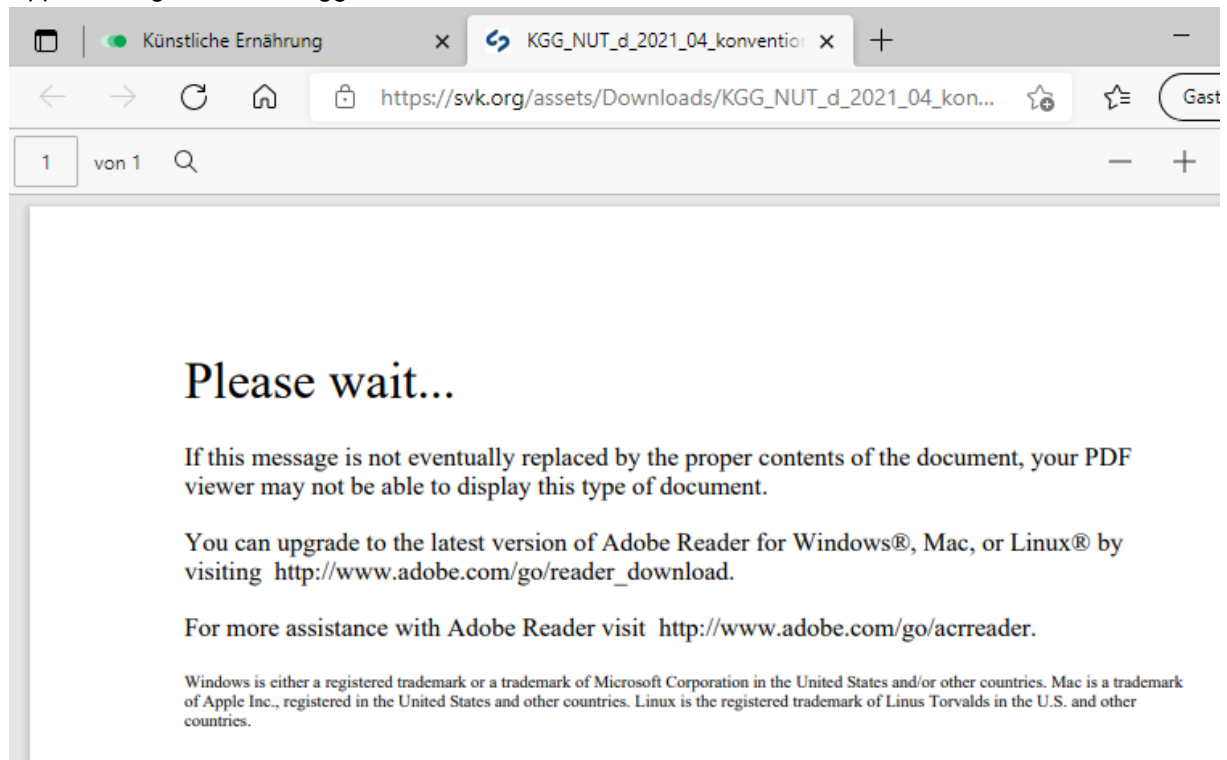 Künstliche Ernährung
KGG_NUT_d_2021_04_konvention
https://svk.org/assets/Downloads/KGG_NUT_d_2021_04_kon...
Gast
1 von 1
Please wait...
If this message is not eventually replaced by the proper contents of the document, your PDF
viewer may not be able to display this type of document.
You can upgrade to the latest version of Adobe Reader for Windows®, Mac, or Linux® by
visiting http://www.adobe.com/go/reader_download.
For more assistance with Adobe Reader visit http://www.adobe.com/go/acrreader.
Windows is either a registered trademark or a trademark of Microsoft Corporation in the United States and/or other countries. Mac is a trademark
of Apple Inc., registered in the United States and other countries. Linux is the registered trademark of Linus Torvalds in the U.S. and other
countries.